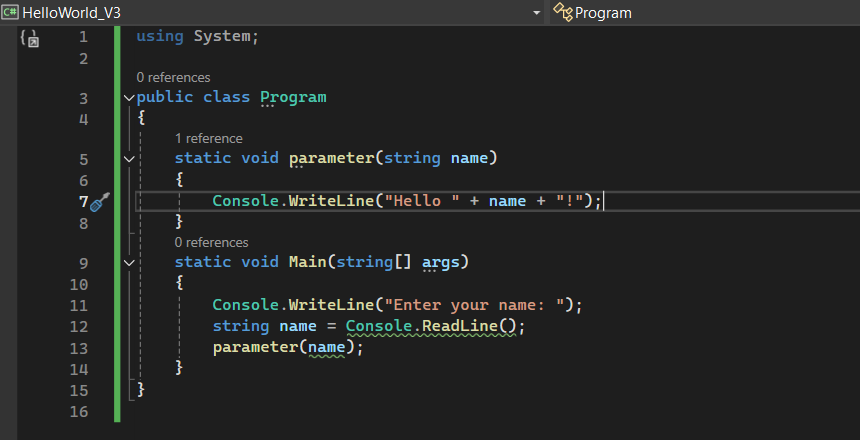 C# HelloWorld_V3 Program
1 using System;
2
0 references
3 public class Program
4 {
1 reference
5 static void parameter(string name)
6 {
7 Console.WriteLine("Hello " + name + "!");
8 }
0 references
9 static void Main(string[] args)
10 {
11 Console.WriteLine("Enter your name: ");
12 string name = Console.ReadLine();
13 parameter(name);
14 }
15 }
16